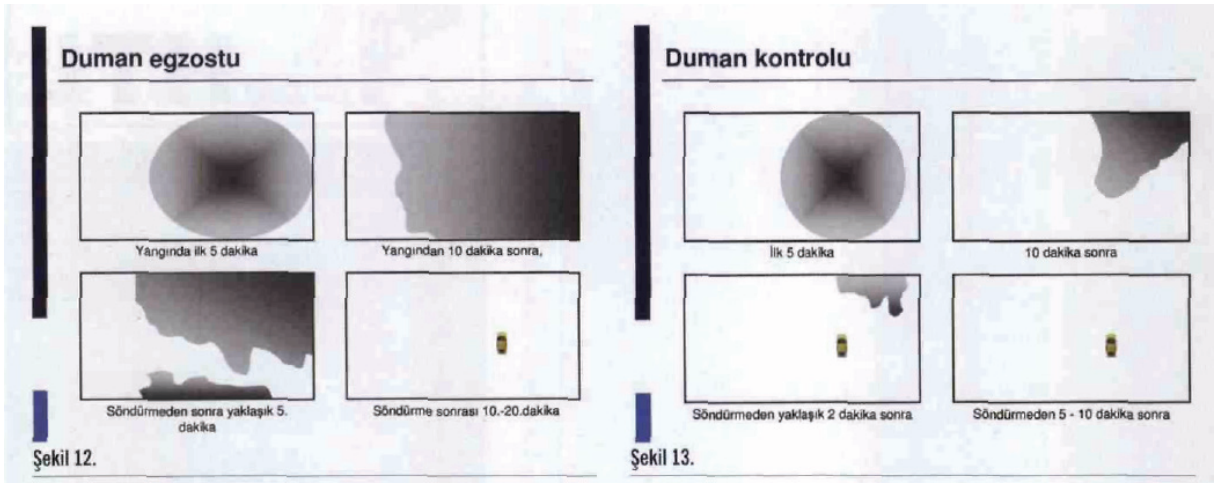 Duman egzostu
Yangında ilk 5 dakika
Yangından 10 dakika sonra,
Söndürmeden sonra yaklaşık 5.
dakika
Söndürme sonrası 10.-20.dakika
Şekil 12.
Duman kontrolu
İlk 5 dakika
10 dakika sonra
Söndürmeden yaklaşık 2 dakika sonra
Söndürmeden 5 - 10 dakika sonra
Şekil 13.